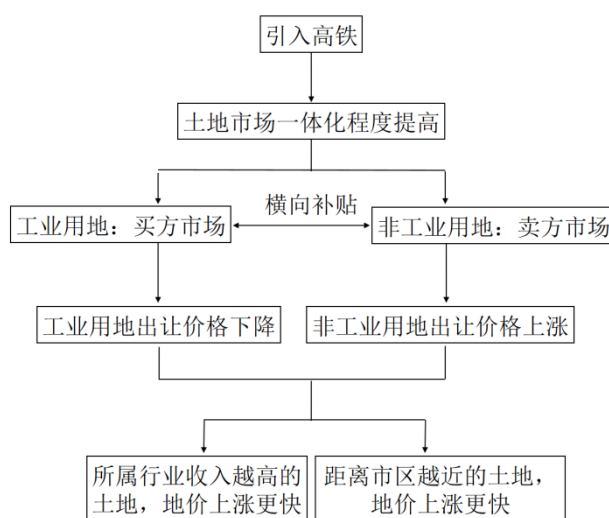 引入高铁
土地市场一体化程度提高
横向补贴
工业用地：买方市场
非工业用地：卖方市场
工业用地出让价格下降
非工业用地出让价格上涨
所属行业收入越高的
土地，地价上涨更快
距离市区越近的土地，
地价上涨更快